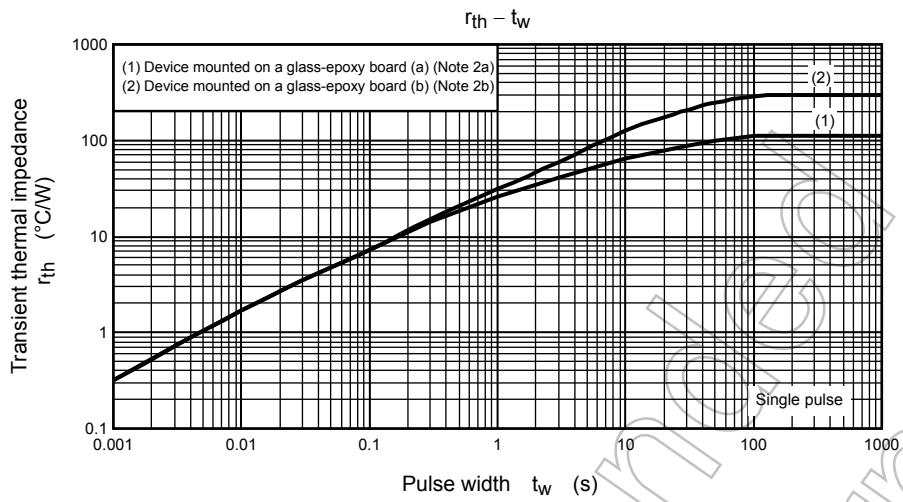 rth – tw
1000
100
10
1
0.1
Transient thermal impedance
rth (°C/W)
(1) Device mounted on a glass-epoxy board (a) (Note 2a)
(2) Device mounted on a glass-epoxy board (b) (Note 2b)
(2)
(1)
Single pulse
0.001 0.01 0.1 1 10 100 1000
Pulse width tw (s)